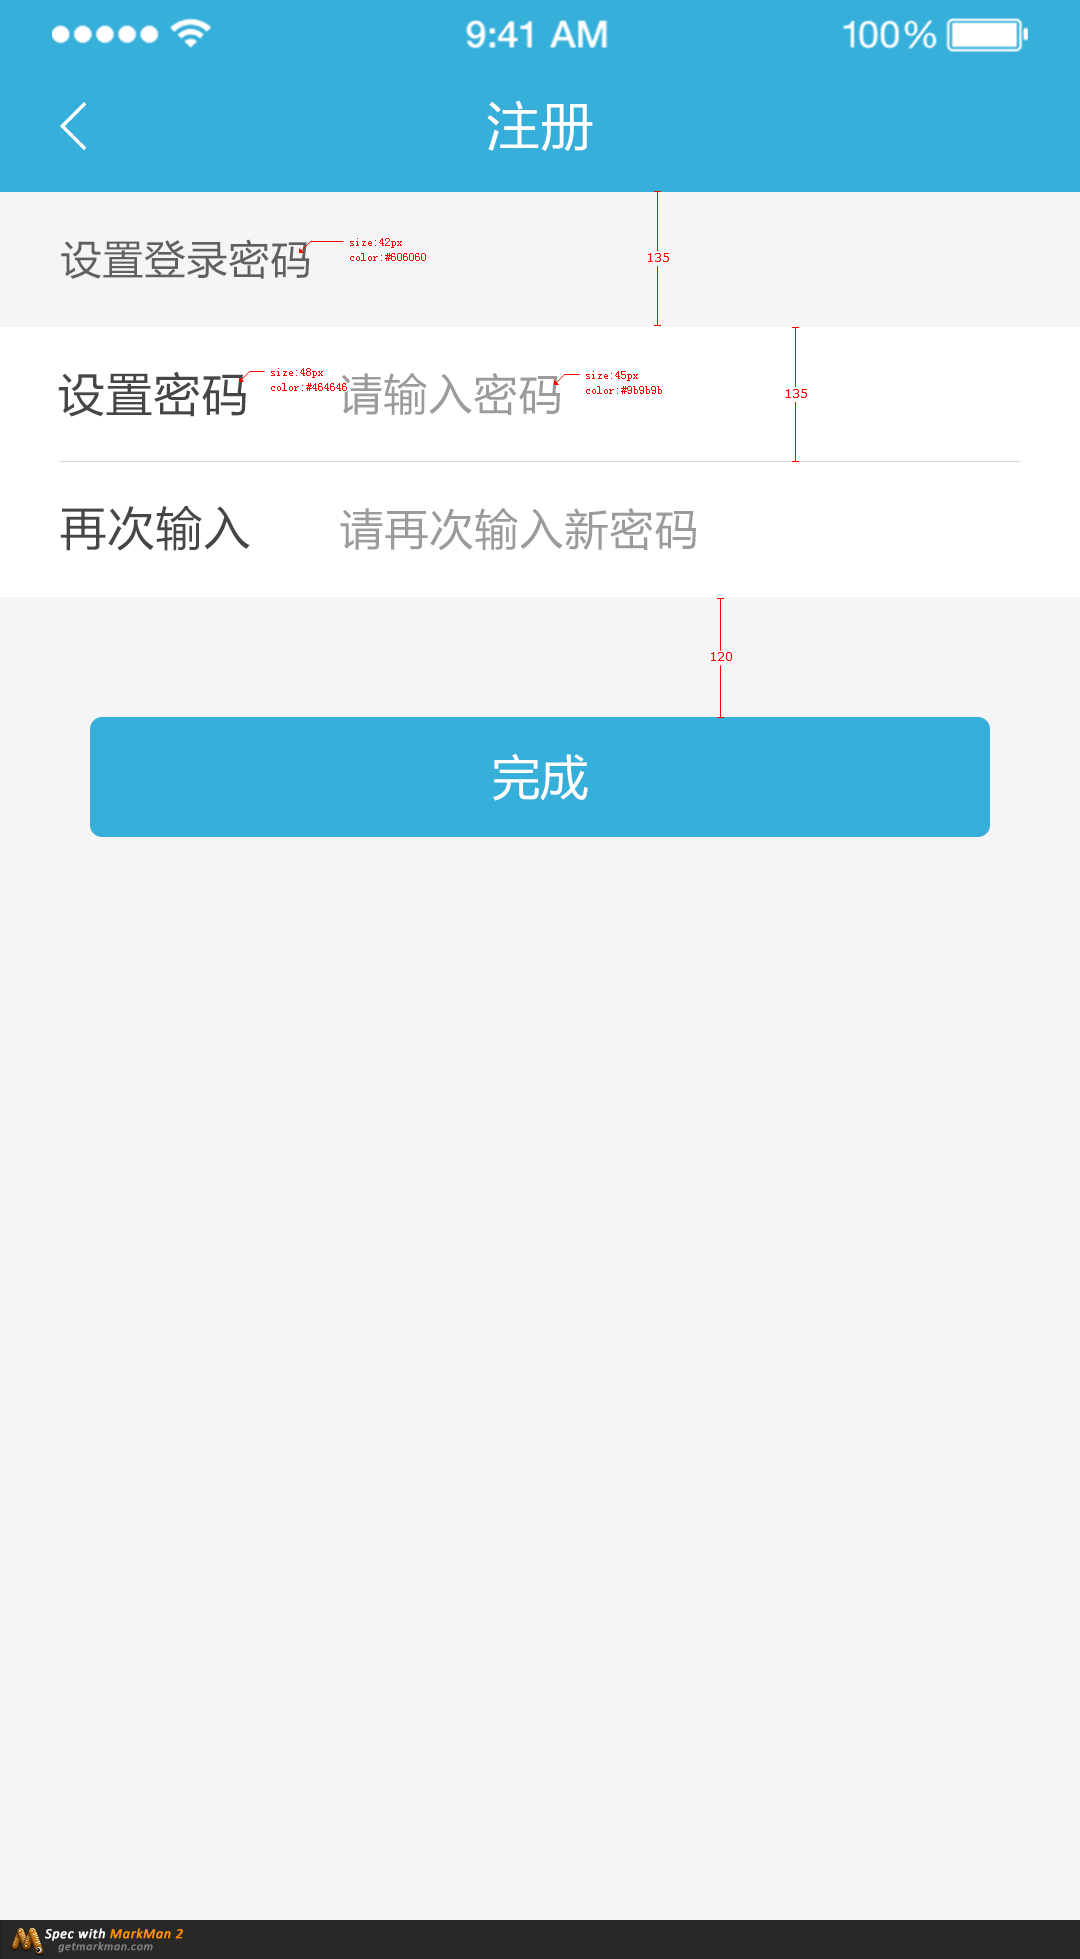 9:41 AM
100%
注册
设置登录密码
size:42px
color:#606060
135
设置密码
size:48px
color:#464646
请输入密码
size:45px
color:#9b9b9b
135
再次输入
请再次输入新密码
120
完成
Spec with MarkMan 2
getmarkman.com